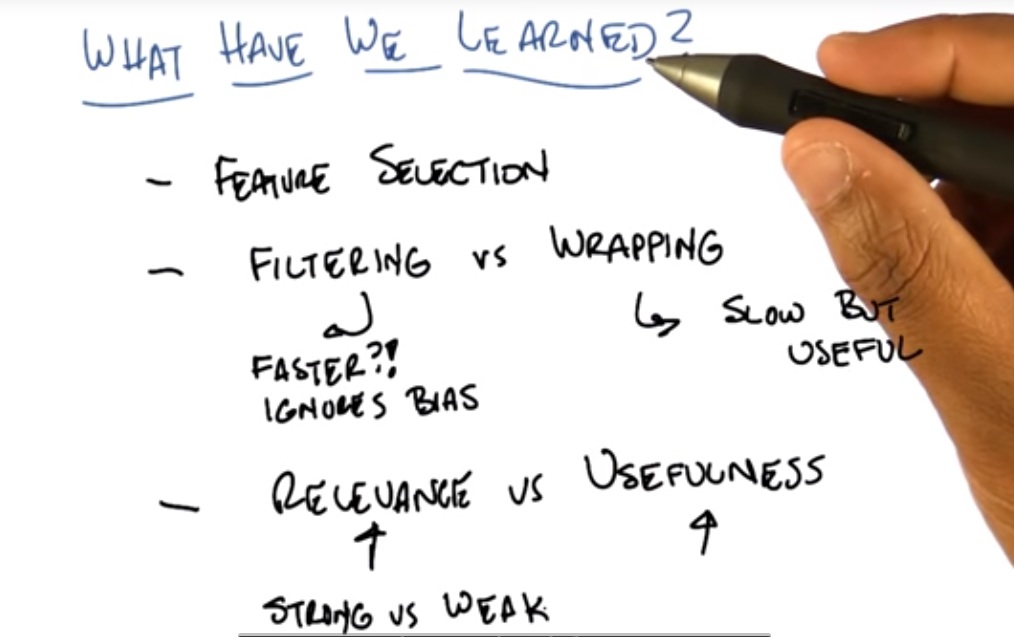 WHAT HAVE WE LEARNED?
- FEATURE SELECTION
- FILTERING vs WRAPPING
SLOW BUT
USEFUL
FASTER?!
IGNORES BIAS
- RELEVANCE vs USEFULNESS
STRONG vs WEAK